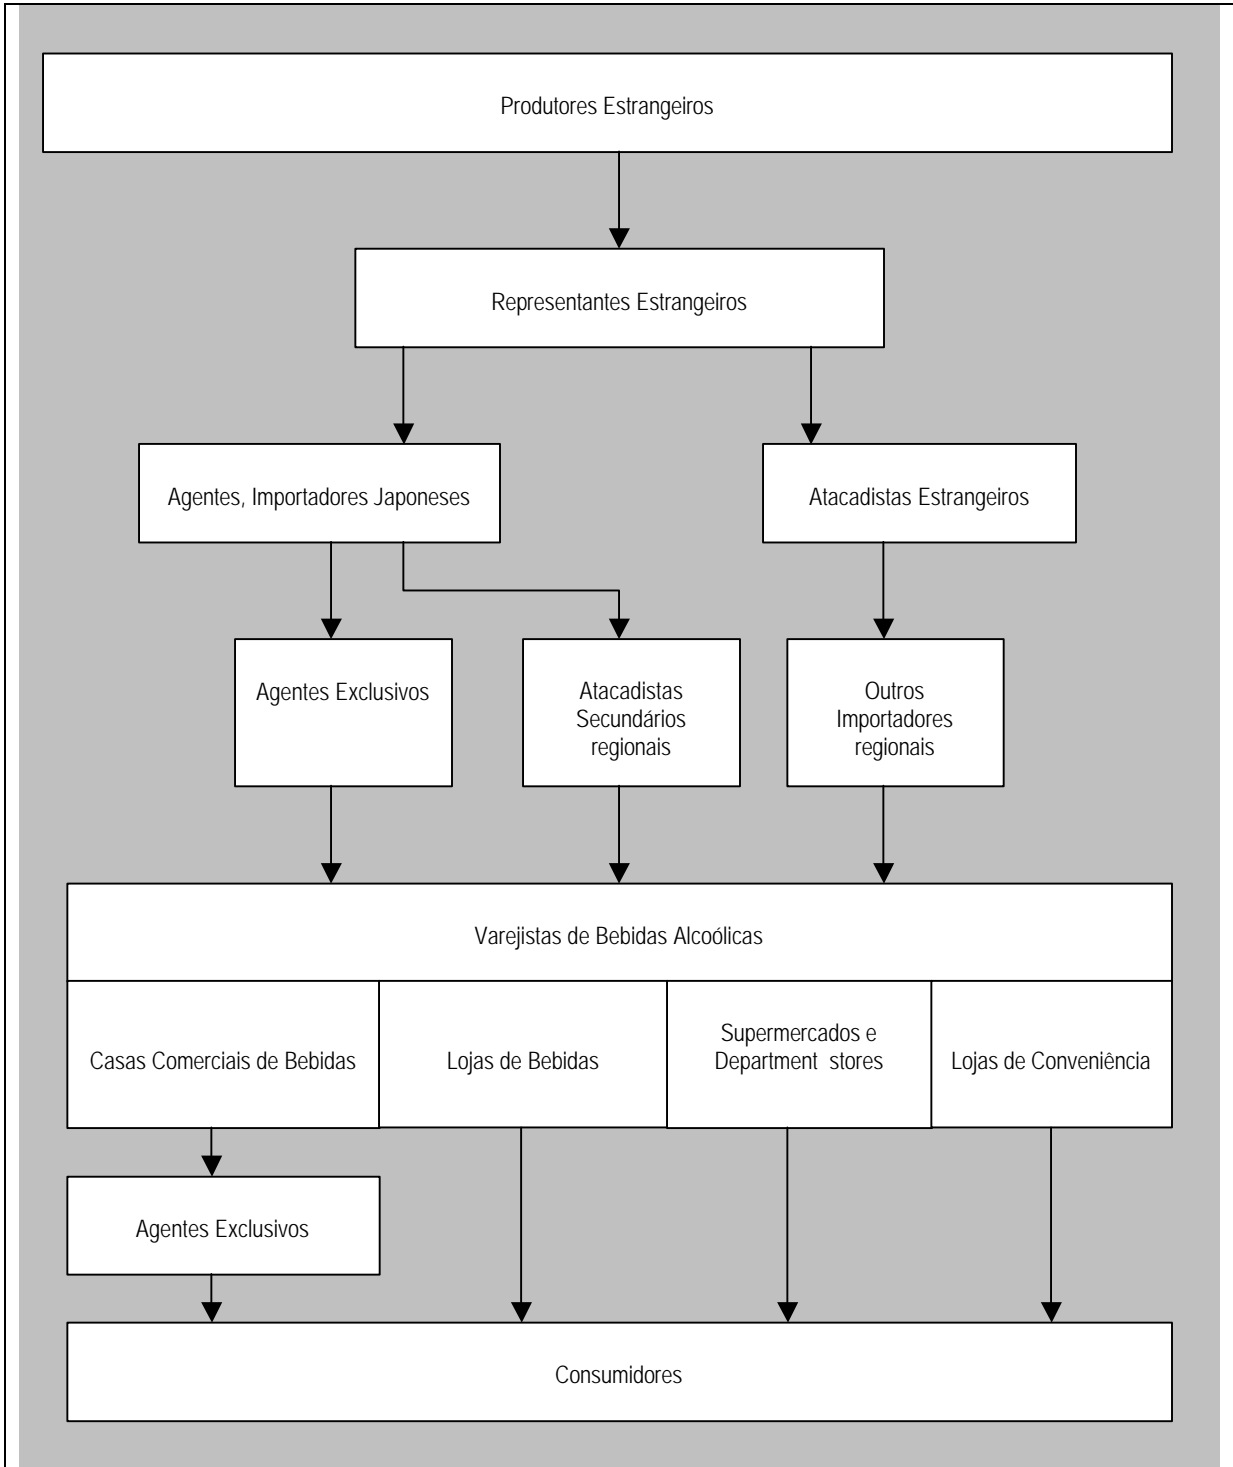 Produtores Estrangeiros
Representantes Estrangeiros
Agentes, Importadores Japoneses
Atacadistas Estrangeiros
Agentes Exclusivos
Atacadistas
Secundários
regionais
Outros
Importadores
regionais
Varejistas de Bebidas Alcoólicas
Casas Comerciais de Bebidas
Lojas de Bebidas
Supermercados e
Department stores
Lojas de Conveniência
Agentes Exclusivos
Consumidores